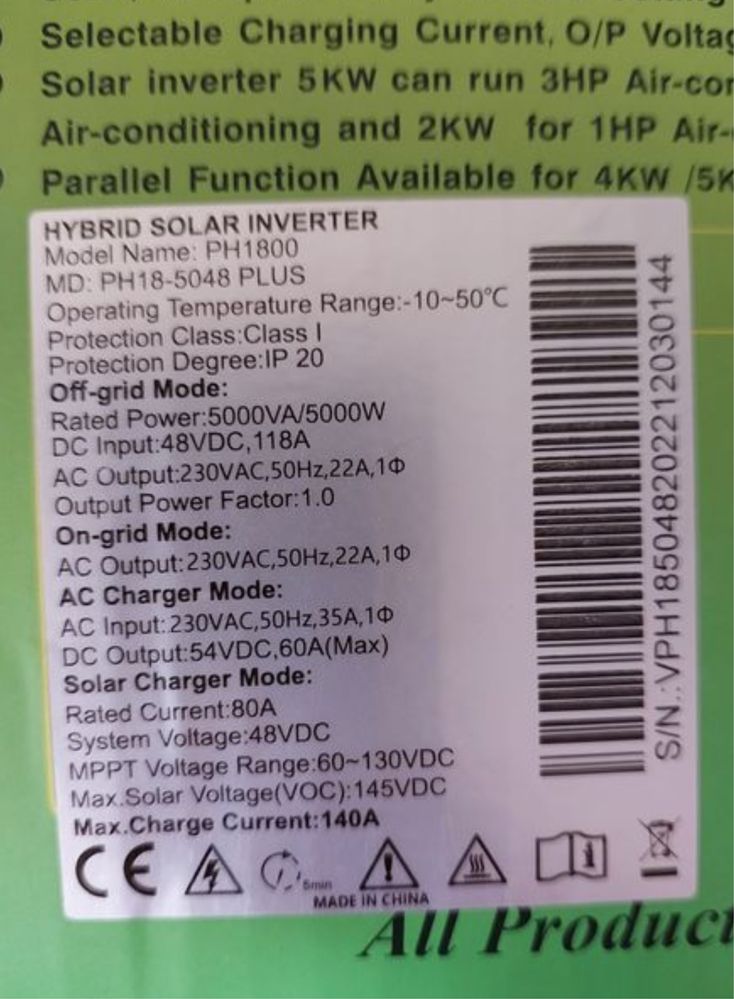 Selectable Charging Current, O/P
Solar inverter 5KW can run 3HP
Air-conditioning and 2KW for 1HP
Parallel Function Available for 4KW
HYBRID SOLAR INVERTER
Model Name: PH1800
MD: PH18-5048 PLUS
Operating Temperature Range:-10~50℃
Protection Class:Class I
Protection Degree:IP 20
Off-grid Mode:
Rated Power:5000VA/5000W
DC Input:48VDC,118A
AC Output:230VAC,50Hz,22A,1Φ
Output Power Factor:1.0
On-grid Mode:
AC Output:230VAC,50Hz,22A,1Φ
AC Charger Mode:
AC Input:230VAC,50Hz,35A,1Φ
DC Output:54VDC,60A(Max)
Solar Charger Mode:
Rated Current:80A
System Voltage:48VDC
MPPT Voltage Range:60~130VDC
Max.Solar Voltage(VOC):145VDC
Max.Charge Current:140A
CE
5min
MADE IN CHINA
S/N.:VPH18504820221203014​4
All